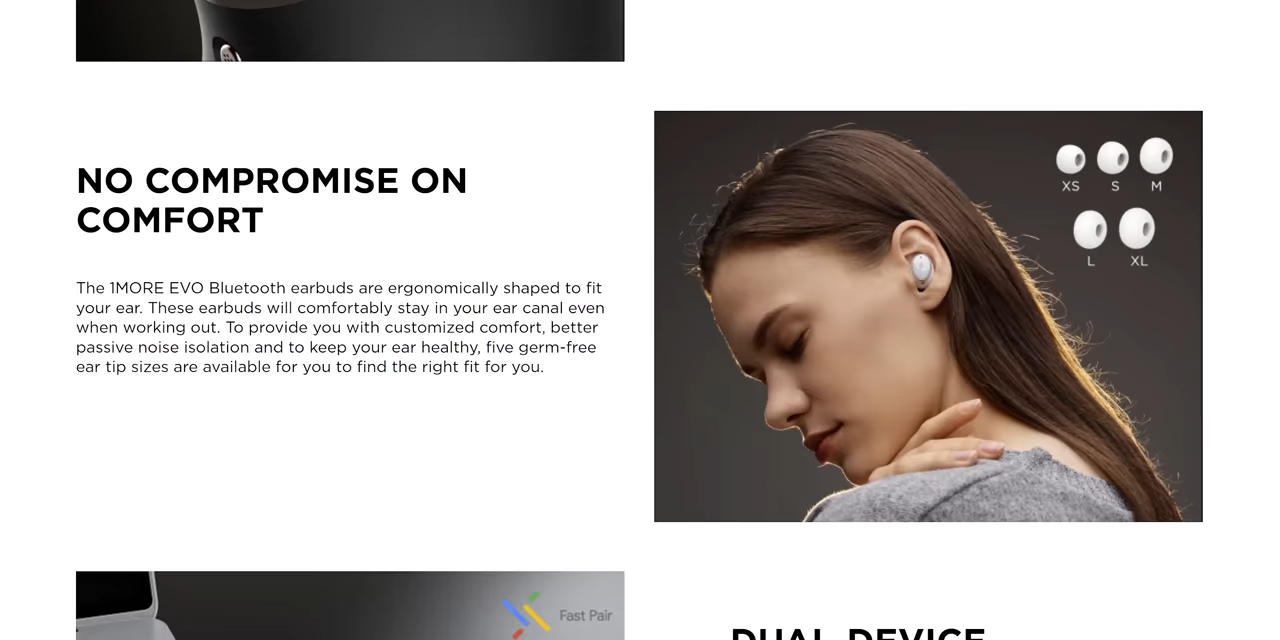 NO COMPROMISE ON
COMFORT
The 1MORE EVO Bluetooth earbuds are ergonomically shaped to fit
your ear. These earbuds will comfortably stay in your ear canal even
when working out. To provide you with customized comfort, better
passive noise isolation and to keep your ear healthy, five germ-free
ear tip sizes are available for you to find the right fit for you.
XS S M
L XL
Fast Pair
DUAL-DEVICE